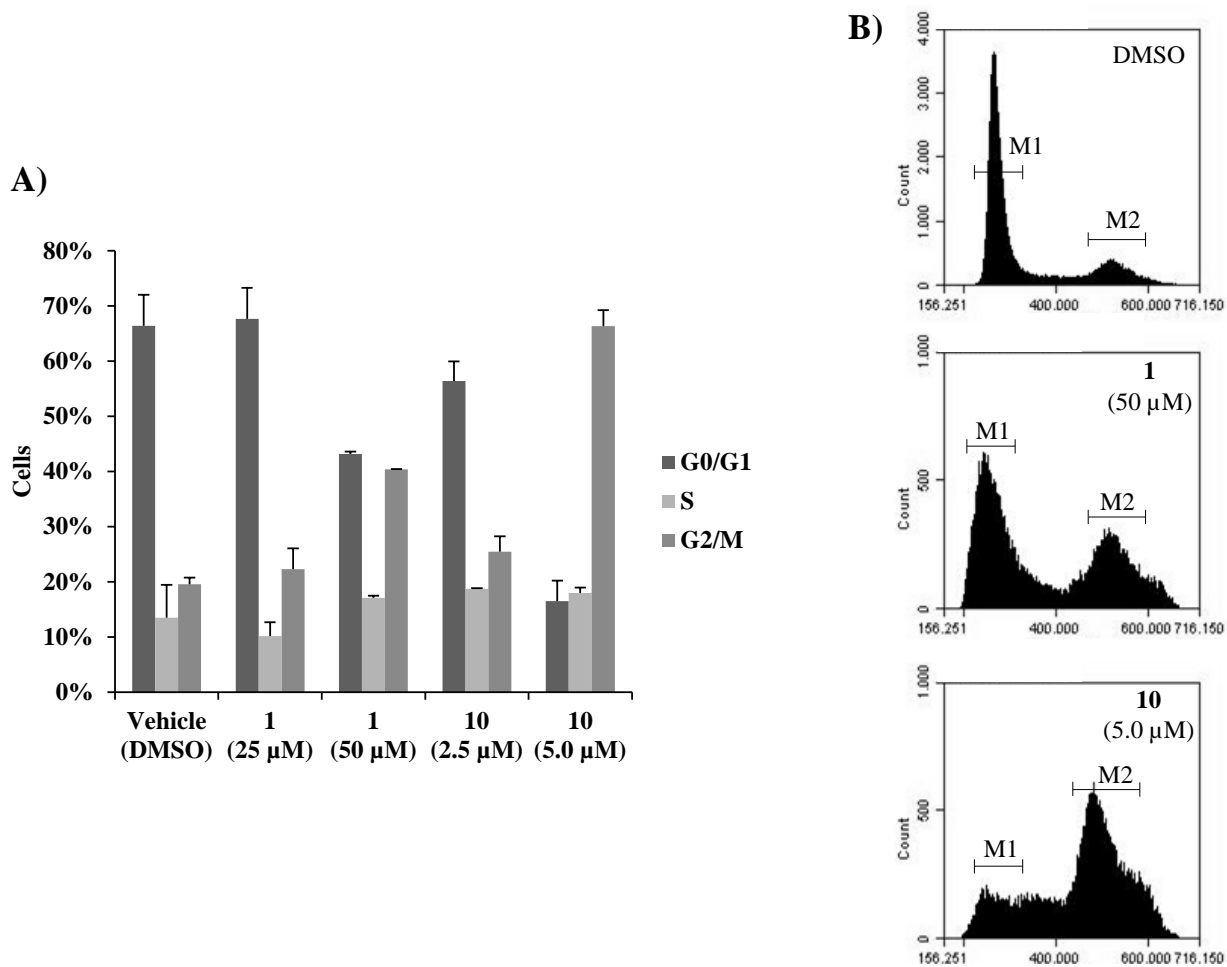 A)
80%
70%
60%
50%
40%
30%
20%
10%
0%
Cells
Vehicle
(DMSO)
1
(25 µM)
1
(50 µM)
10
(2.5 µM)
10
(5.0 µM)
G0/G1
S
G2/M
B)
DMSO
4.000
3.000
2.000
1.000
0
Count
M1
M2
156.251 400.000 600.000 716.150
1
(50 µM)
1.000
500
0
Count
M1
M2
156.251 400.000 600.000 716.150
10
(5.0 µM)
1.000
500
0
Count
M1
M2
156.251 400.000 600.000 716.150